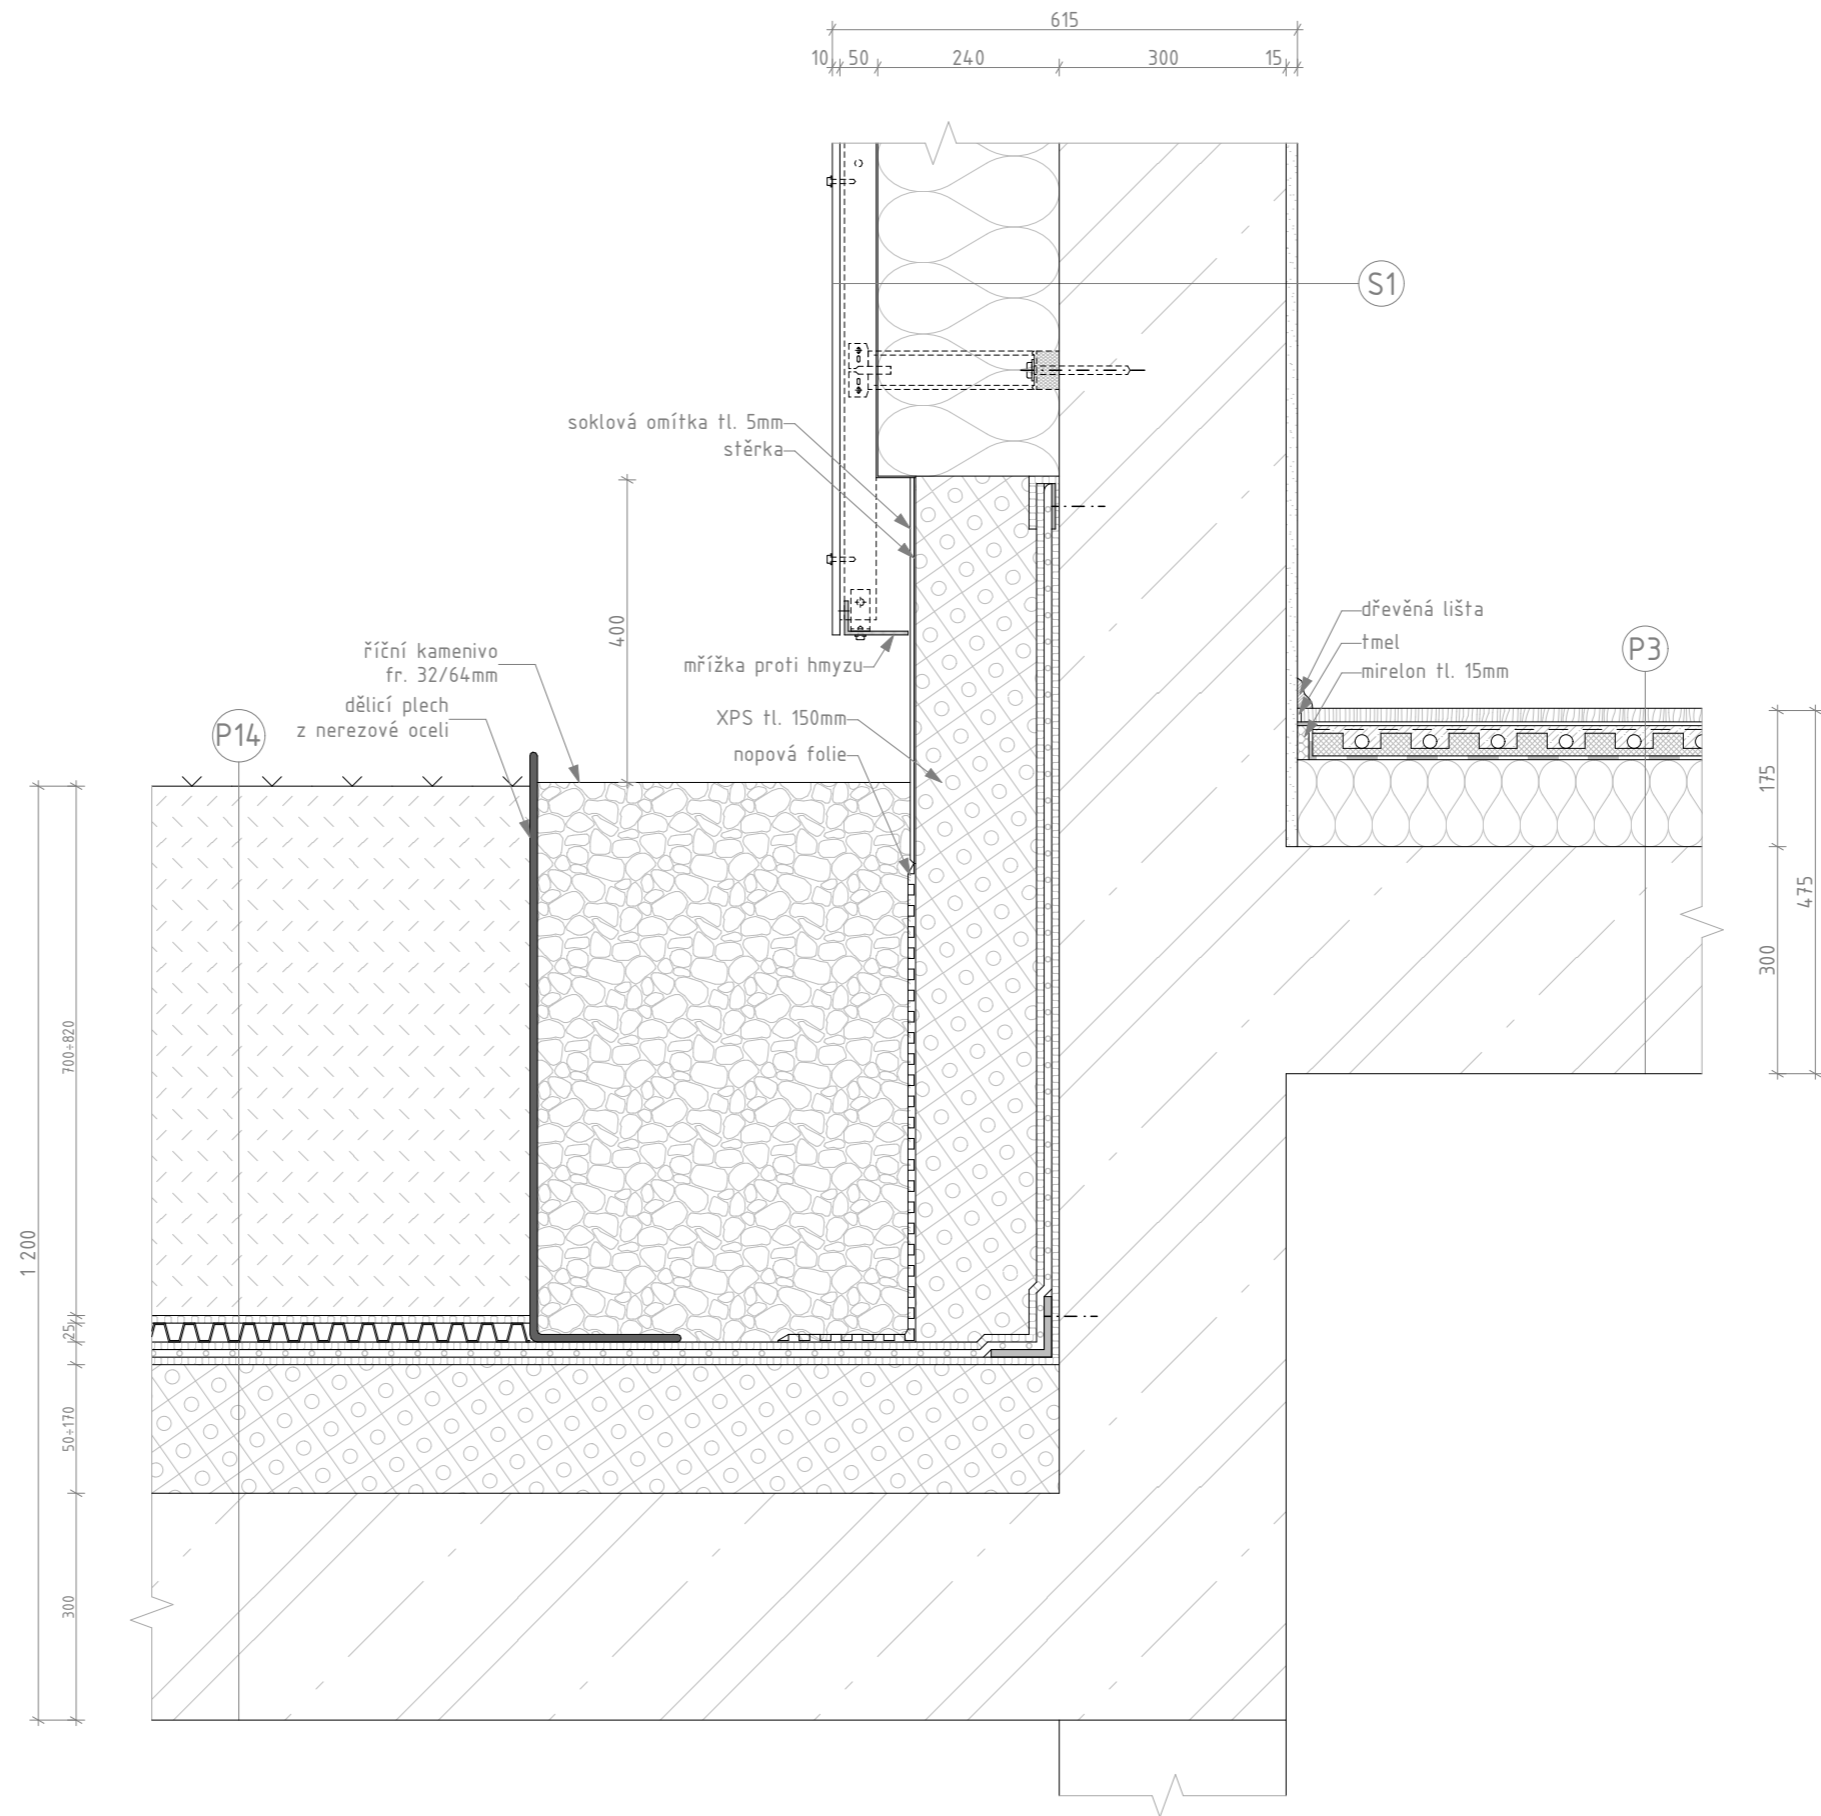 615
10 50 240 300 15
S1
soklová omítka tl. 5mm
stěrka
400
dřevěná lišta
tmel
mirelon tl. 15mm
P3
říční kamenivo
fr. 32/64mm
mřížka proti hmyzu
dělicí plech
z nerezové oceli
XPS tl. 150mm
nopová folie
P14
175
475
300
700÷820
1 200
25
50÷170
300